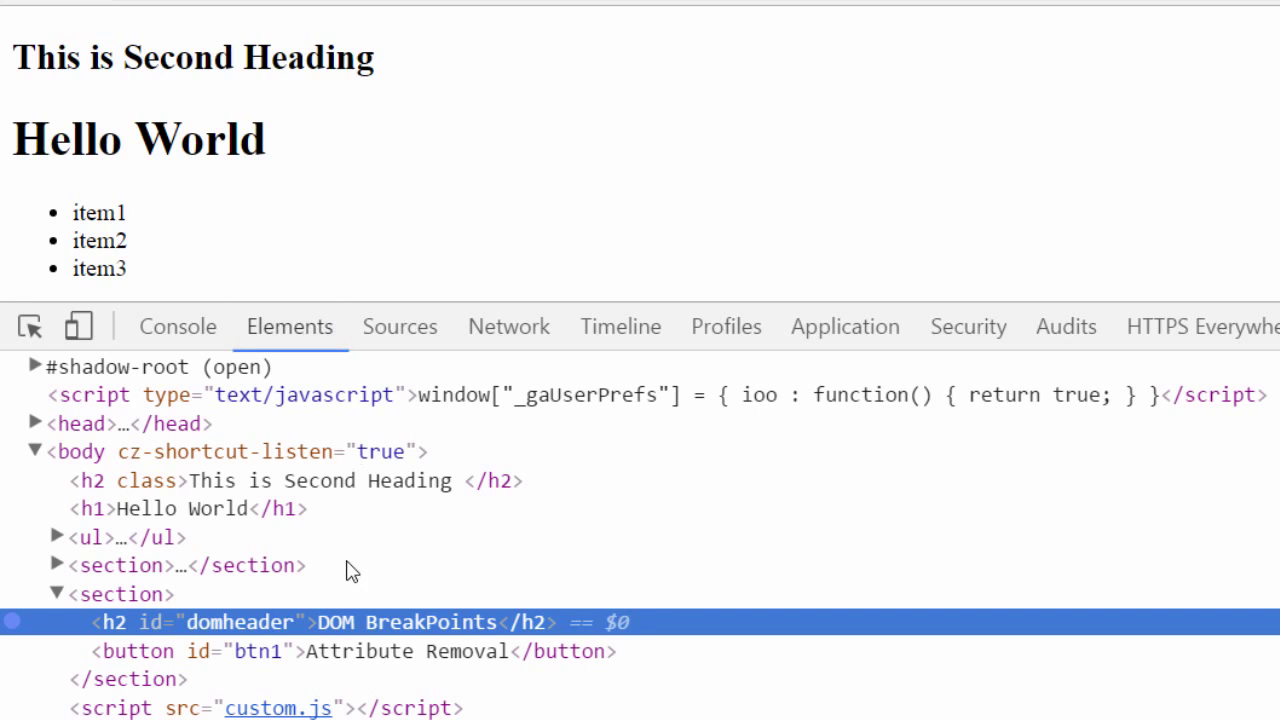 This is Second Heading
Hello World
item1
item2
item3
Console Elements Sources Network Timeline Profiles Application Security Audits HTTPS Everywhe
#shadow-root (open)
<script type="text/javascript">window["_gaUserPrefs"] = { ioo : function() { return true; } }</script>
<head>…</head>
<body cz-shortcut-listen="true">
<h2 class>This is Second Heading </h2>
<h1>Hello World</h1>
<ul>…</ul>
<section>…</section>
<section>
<h2 id="domheader">DOM BreakPoints</h2> == $0
<button id="btn1">Attribute Removal</button>
</section>
<script src="custom.js"></script>